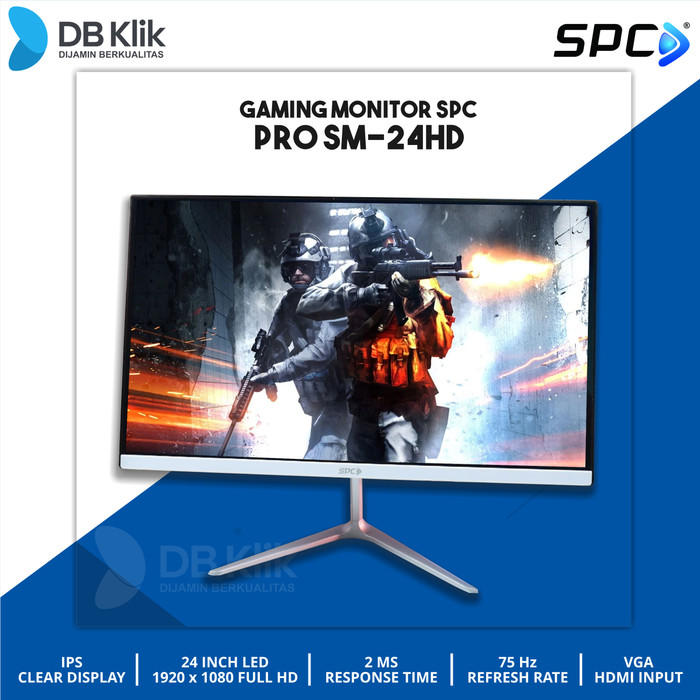 DB Klik
DIJAMIN BERKUALITAS
SPC
®
GAMING MONITOR SPC
PRO SM-24HD
SPC
DB Klik
DIJAMIN BERKUALITAS
IPS
CLEAR DISPLAY
24 INCH LED
1920 x 1080 FULL HD
2 MS
RESPONSE TIME
75 Hz
REFRESH RATE
VGA
HDMI INPUT